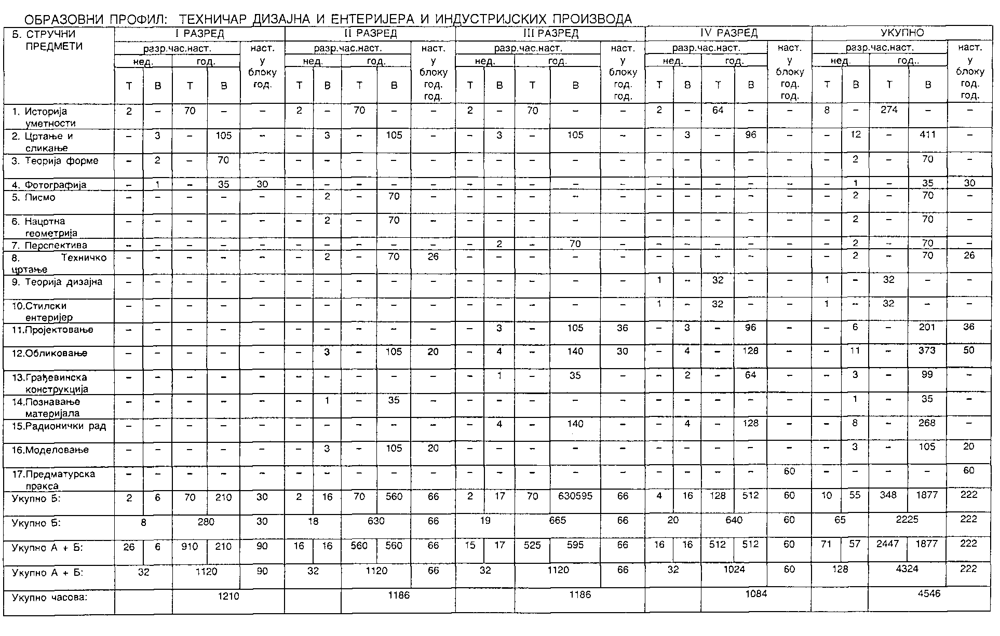 ОБРАЗОВНИ ПРОФИЛ: ТЕХНИЧАР ДИЗАЈНА И ЕНТЕРИЈЕРА И ИНДУСТРИЈСКИХ ПРОИЗВОДА
Б. СТРУЧНИ ПРЕДМЕТИ I РАЗРЕД II РАЗРЕД III РАЗРЕД IV РАЗРЕД УКУПНО
разр.час.наст. наст. у блоку год. разр.час.наст. наст. у блоку год. год. разр.час.наст. наст. у блоку год. год. разр.час.наст. наст. у блоку год. год. разр.час.наст. наст. у блоку год. год.
нед. год. нед. год. нед. год. нед. год. нед. год..
Т В Т В Т В Т В Т В Т В Т В Т В Т В Т В
1. Историја уметности 2 – 70 – – 2 – 70 – – 2 – 70 – – 2 – 64 – – 8 – 274 – –
2. Цртање и сликање – 3 – 105 – – 3 – 105 – – 3 – 105 – – 3 – 96 – – 12 – 411 –
3. Теорија форме – 2 – 70 – – – – – – – – – – – – – – – – – 2 – 70 –
4. Фотографија – 1 – 35 30 – – – – – – – – – – – – – – – – 1 – 35 30
5. Писмо – – – – – – 2 – 70 – – – – – – – – – – – – 2 – 70 –
6. Нацртна геометрија – – – – – – 2 – 70 – – – – – – – – – – – – 2 – 70 –
7. Перспектива – – – – – – – – – – – 2 – 70 – – – – – – – 2 – 70 –
8. Техничко цртање – – – – – – 2 – 70 26 – – – – – – – – – – – 2 – 70 26
9. Теорија дизајна – – – – – – – – – – – – – – – 1 – 32 – – 1 – 32 – –
10.Стилски ентеријер – – – – – – – – – – – – – – – 1 – 32 – – 1 – 32 – –
11.Пројектовање – – – – – – – – – – – 3 – 105 36 – 3 – 96 – – 6 – 201 36
12.Обликовање – – – – – – 3 – 105 20 – 4 – 140 30 – 4 – 128 – – 11 – 373 50
13.Грађевинска конструкција – – – – – – – – – – – 1 – 35 – – 2 – 64 – – 3 – 99 –
14.Познавање материјала – – – – – – 1 – 35 – – – – – – – – – – – – 1 – 35 –
15.Радионички рад – – – – – – – – – – – 4 – 140 – – 4 – 128 – – 8 – 268 –
16.Моделовање – – – – – – 3 – 105 20 – – – – – – – – – – – 3 – 105 20
17.Предматурска пракса – – – – – – – – – – – – – – – – – – – 60 – – – – 60
Укупно Б: 2 6 70 210 30 2 16 70 560 66 2 17 70 630595 66 4 16 128 512 60 10 55 348 1877 222
Укупно Б: 8 280 30 18 630 66 19 665 66 20 640 60 65 2225 222
Укупно А + Б: 26 6 910 210 90 16 16 560 560 66 15 17 525 595 66 16 16 512 512 60 71 57 2447 1877 222
Укупно А + Б: 32 1120 90 32 1120 66 32 1120 66 32 1024 60 128 4324 222
Укупно часова: 1210 1186 1186 1084 4546